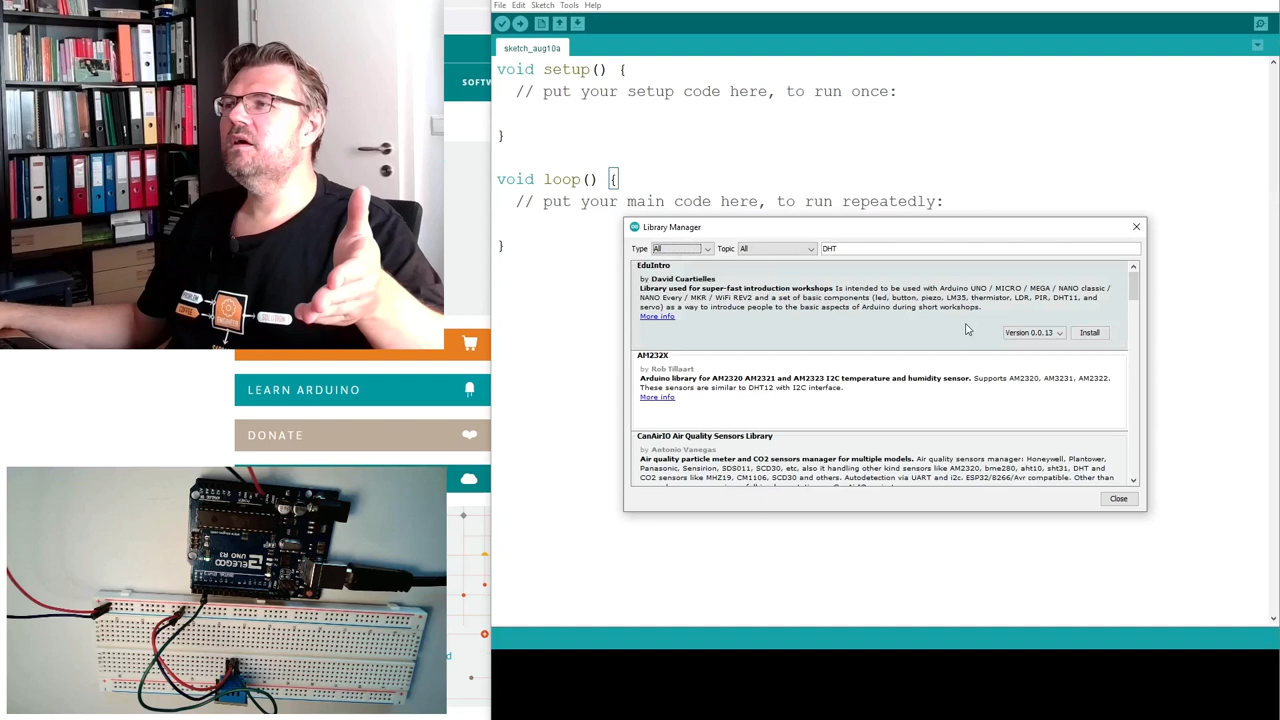 File Edit Sketch Tools Help
sketch_aug10a
void setup() {
// put your setup code here, to run once:
}
void loop() {
// put your main code here, to run repeatedly:
}
Library Manager
Type All Topic All DHT
EduIntro
by David Cuartielles
Library used for super-fast introduction workshops Is intended to be used with Arduino UNO / MICRO / MEGA / NANO classic /
NANO Every / MKR / WiFi REV2 and a set of basic components (led, button, piezo, LM35, thermistor, LDR, PIR, DHT11, and
servo) as a way to introduce people to the basic aspects of Arduino during short workshops.
More info
Version 0.0.13 Install
AM232X
by Rob Tillaart
Arduino library for AM2320 AM2321 and AM2323 I2C temperature and humidity sensor. Supports AM2320, AM3231, AM2322.
These sensors are similar to DHT12 with I2C interface.
More info
CanAirIO Air Quality Sensors Library
by Antonio Vanegas
Air quality particle meter and CO2 sensors manager for multiple models. Air quality sensors manager: Honeywell, Plantower,
Panasonic, Sensirion, SDS011, SCD30, etc, also it handling other kind sensors like AM2320, bme280, aht10, sht31, DHT and
CO2 sensors like MHZ19, CM1106, SCD30 and others. Autodetection via UART and i2c. ESP32/8266/Avr compatible. Other than
Close
SOFTW
PROBLEM
COFFEE
ENGINEER
SOLUTION
LEARN ARDUINO
DONATE
d
ELEGOO
UNO R3